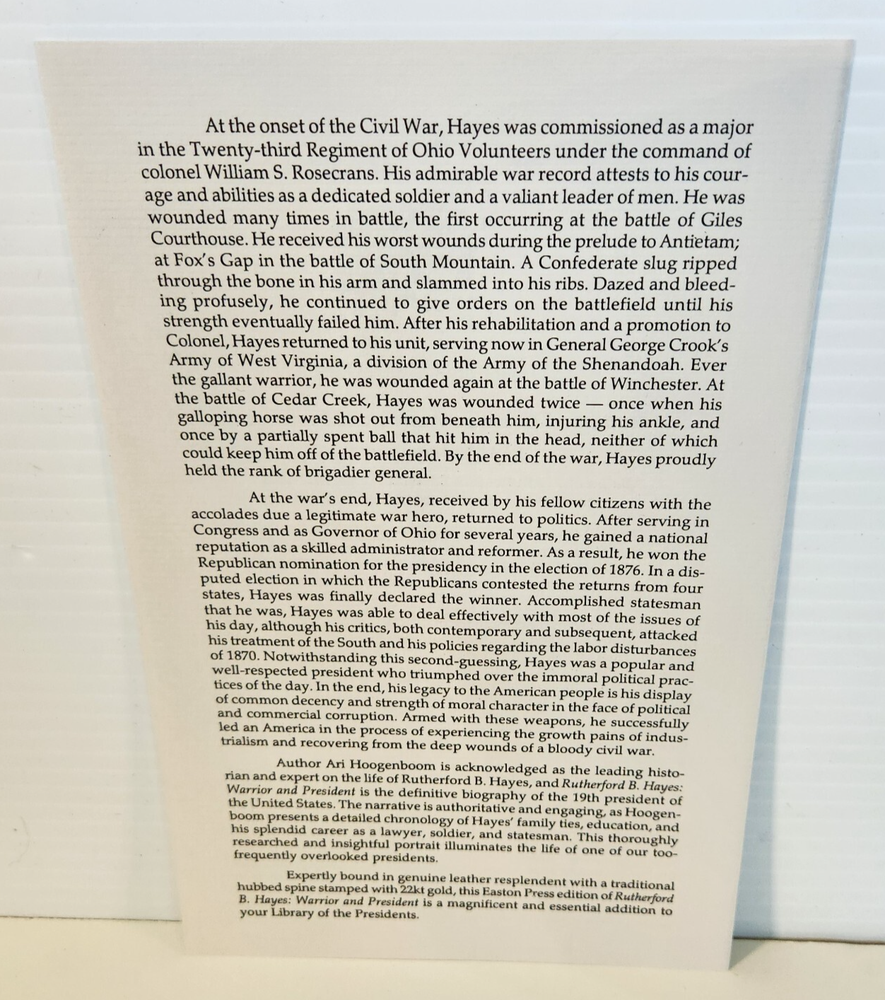 At the onset of the Civil War, Hayes was commissioned as a major
in the Twenty-third Regiment of Ohio Volunteers under the command of
colonel William S. Rosecrans. His admirable war record attests to his cour-
age and abilities as a dedicated soldier and a valiant leader of men. He was
wounded many times in battle, the first occurring at the battle of Giles
Courthouse. He received his worst wounds during the prelude to Antietam;
at Fox's Gap in the battle of South Mountain. A Confederate slug ripped
through the bone in his arm and slammed into his ribs. Dazed and bleed-
ing profusely, he continued to give orders on the battlefield until his
strength eventually failed him. After his rehabilitation and a promotion to
Colonel, Hayes returned to his unit, serving now in General George Crook's
Army of West Virginia, a division of the Army of the Shenandoah. Ever
the gallant warrior, he was wounded again at the battle of Winchester. At
the battle of Cedar Creek, Hayes was wounded twice — once when his
galloping horse was shot out from beneath him, injuring his ankle, and
once by a partially spent ball that hit him in the head, neither of which
could keep him off of the battlefield. By the end of the war, Hayes proudly
held the rank of brigadier general.
At the war's end, Hayes, received by his fellow citizens with the
accolades due a legitimate war hero, returned to politics. After serving in
Congress and as Governor of Ohio for several years, he gained a national
reputation as a skilled administrator and reformer. As a result, he won the
Republican nomination for the presidency in the election of 1876. In a dis-
puted election in which the Republicans contested the returns from four
states, Hayes was finally declared the winner. Accomplished statesman
that he was, Hayes was able to deal effectively with most of the issues of
his day, although his critics, both contemporary and subsequent, attacked
his treatment of the South and his policies regarding the labor disturbances
of 1870. Notwithstanding this second-guessing, Hayes was a popular and
well-respected president who triumphed over the immoral political prac-
tices of the day. In the end, his legacy to the American people is his display
of common decency and strength of moral character in the face of political
and commercial corruption. Armed with these weapons, he successfully
led an America in the process of experiencing the growth pains of indus-
trialism and recovering from the deep wounds of a bloody civil war.
Author Ari Hoogenboom is acknowledged as the leading histo-
rian and expert on the life of Rutherford B. Hayes, and Rutherford B. Hayes:
Warrior and President is the definitive biography of the 19th president of
the United States. The narrative is authoritative and engaging, as Hoogen-
boom presents a detailed chronology of Hayes' family ties, education, and
his splendid career as a lawyer, soldier, and statesman. This thoroughly
researched and insightful portrait illuminates the life of one of our too-
frequently overlooked presidents.
Expertly bound in genuine leather resplendent with a traditional
hubbed spine stamped with 22kt gold, this Easton Press edition of Rutherford
B. Hayes: Warrior and President is a magnificent and essential addition to
your Library of the Presidents.